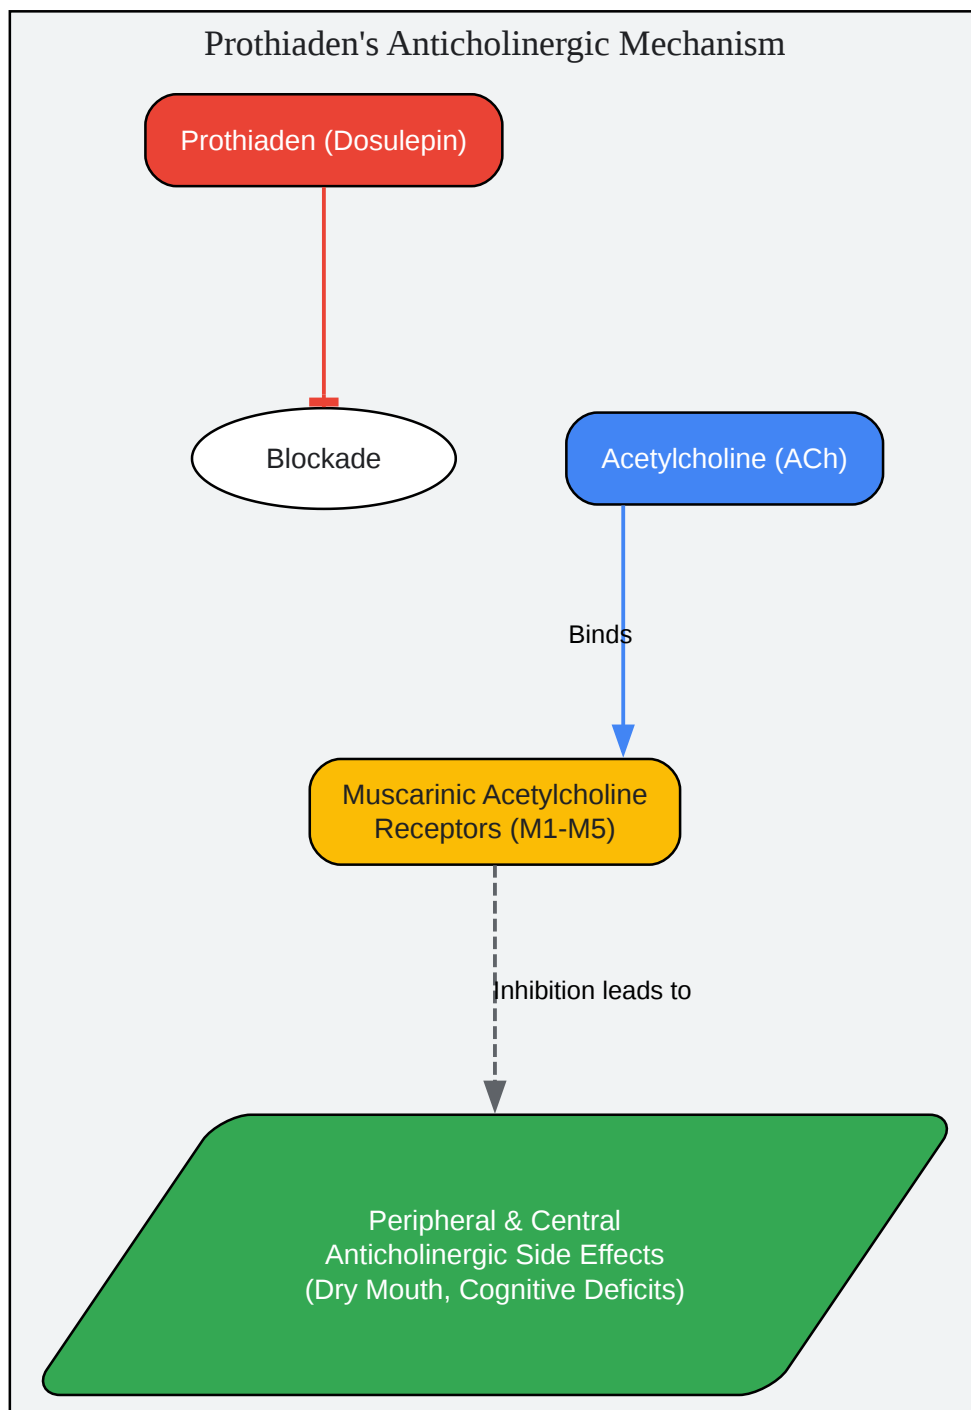 Prothiaden's Anticholinergic Mechanism
Prothiaden (Dosulepin)
Blockade
Acetylcholine (ACh)
Binds
Muscarinic Acetylcholine
Receptors (M1-M5)
Inhibition leads to
Peripheral & Central
Anticholinergic Side Effects
(Dry Mouth, Cognitive Deficits)